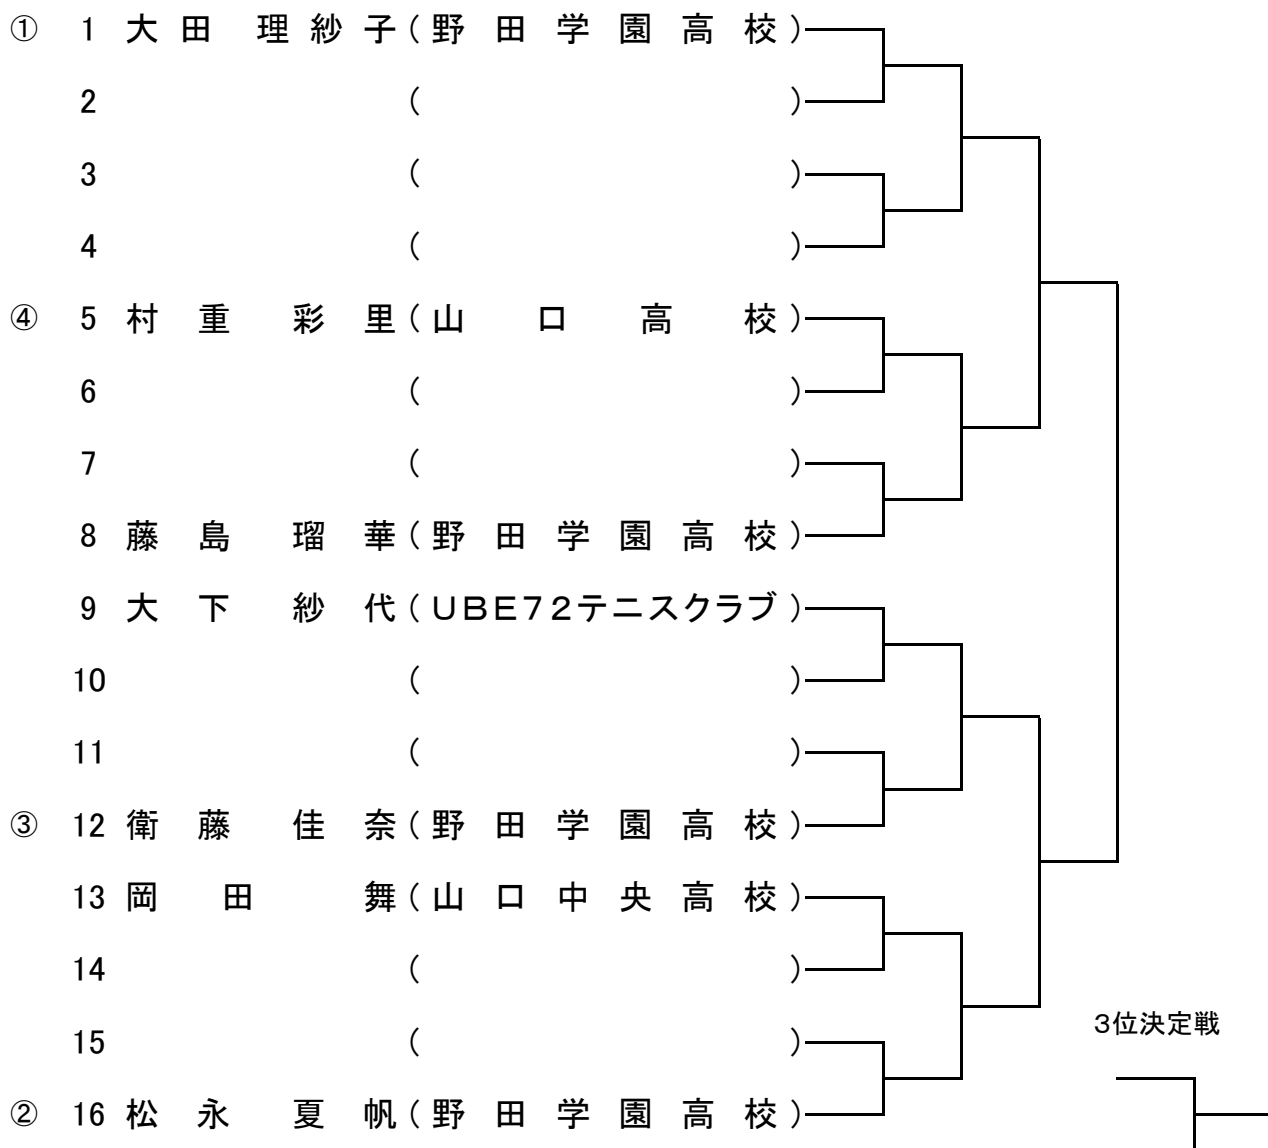 ① 1 大田 理紗子(野田学園高校)
2 ( )
3 ( )
4 ( )
④ 5 村重 彩里(山口高校)
6 ( )
7 ( )
8 藤島 瑠華(野田学園高校)
9 大下 紗代(UBE72テニスクラブ)
10 ( )
11 ( )
③ 12 衛藤 佳奈(野田学園高校)
13 岡田 舞(山口中央高校)
14 ( )
15 ( )
3位決定戦
② 16 松永 夏帆(野田学園高校)